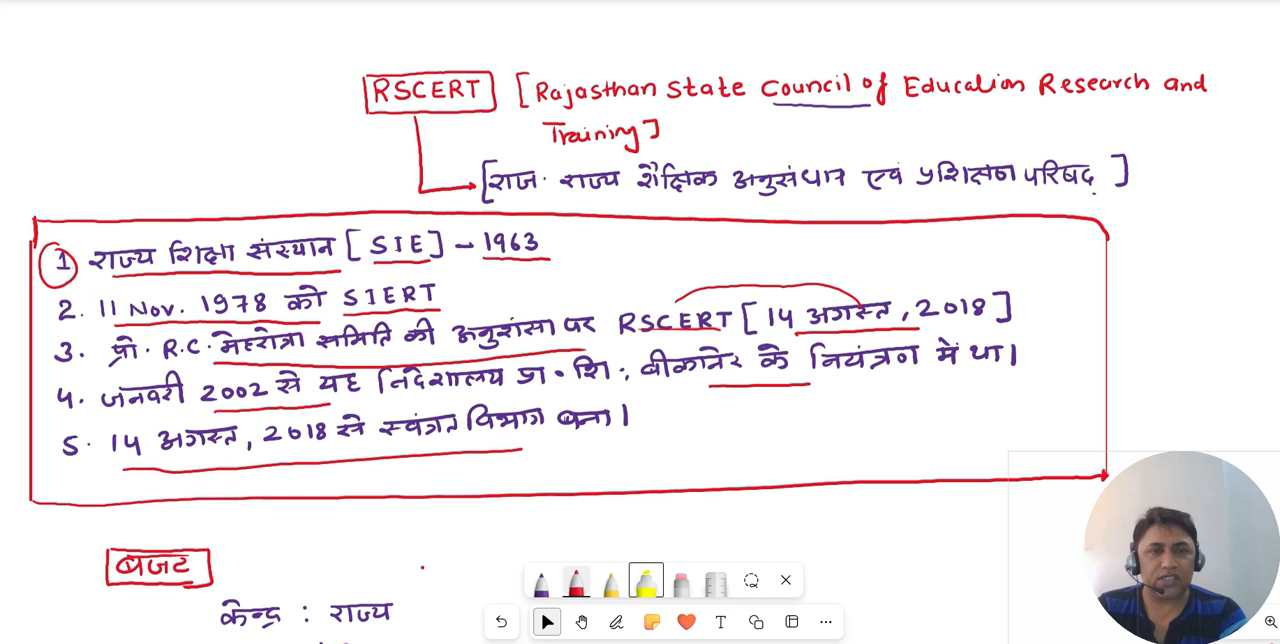 RSCERT [Rajasthan State Council of Education Research and
Training]
[राज. राज्य शैक्षिक अनुसंधान एवं प्रशिक्षण परिषद्]
1 राज्य शिक्षा संस्थान [SIE] - 1963
2. 11 Nov. 1978 को SIERT
3. प्रो. R.C. मेहरोत्रा समिति की अनुशंसा पर RSCERT [14 अगस्त, 2018]
4. जनवरी 2002 से यह निदेशालय प्रा. शि., बीकानेर के नियंत्रण में था।
5. 14 अगस्त, 2018 से स्वंत्रत विभाग बना।
बजट
केन्द्र : राज्य